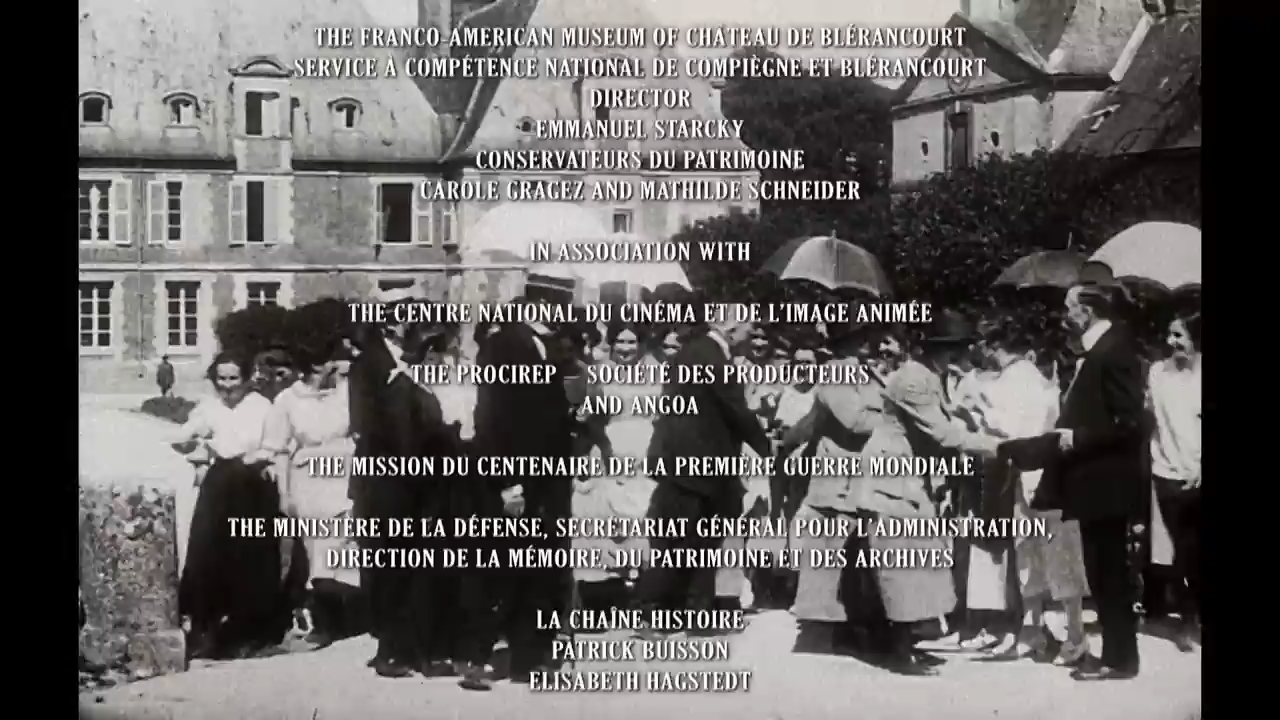 THE FRANCO-AMERICAN MUSEUM OF CHÂTEAU DE BLÉRANCOURT
SERVICE À COMPÉTENCE NATIONAL DE COMPIÈGNE ET BLÉRANCOURT
DIRECTOR
EMMANUEL STARCKY
CONSERVATEURS DU PATRIMOINE
CAROLE GRAGEZ AND MATHILDE SCHNEIDER
IN ASSOCIATION WITH
THE CENTRE NATIONAL DU CINÉMA ET DE L'IMAGE ANIMÉE
THE PROCIREP – SOCIÉTÉ DES PRODUCTEURS
AND ANGOA
THE MISSION DU CENTENAIRE DE LA PREMIÈRE GUERRE MONDIALE
THE MINISTÈRE DE LA DÉFENSE, SECRÉTARIAT GÉNÉRAL POUR L'ADMINISTRATION,
DIRECTION DE LA MÉMOIRE, DU PATRIMOINE ET DES ARCHIVES
LA CHAÎNE HISTOIRE
PATRICK BUISSON
ELISABETH HAGSTEDT